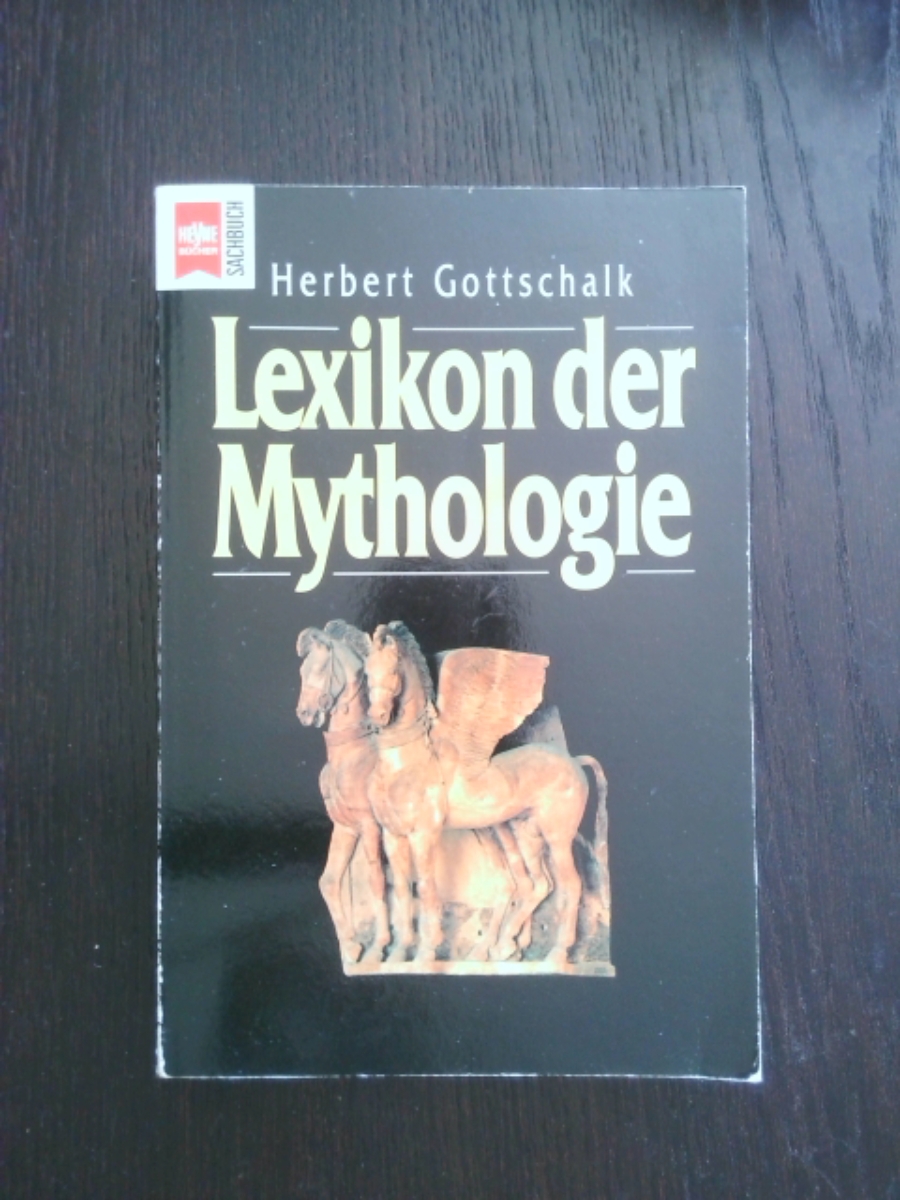 HEYNE
BÜCHER
SACHBUCH
Herbert Gottschalk
Lexikon der
Mythologie